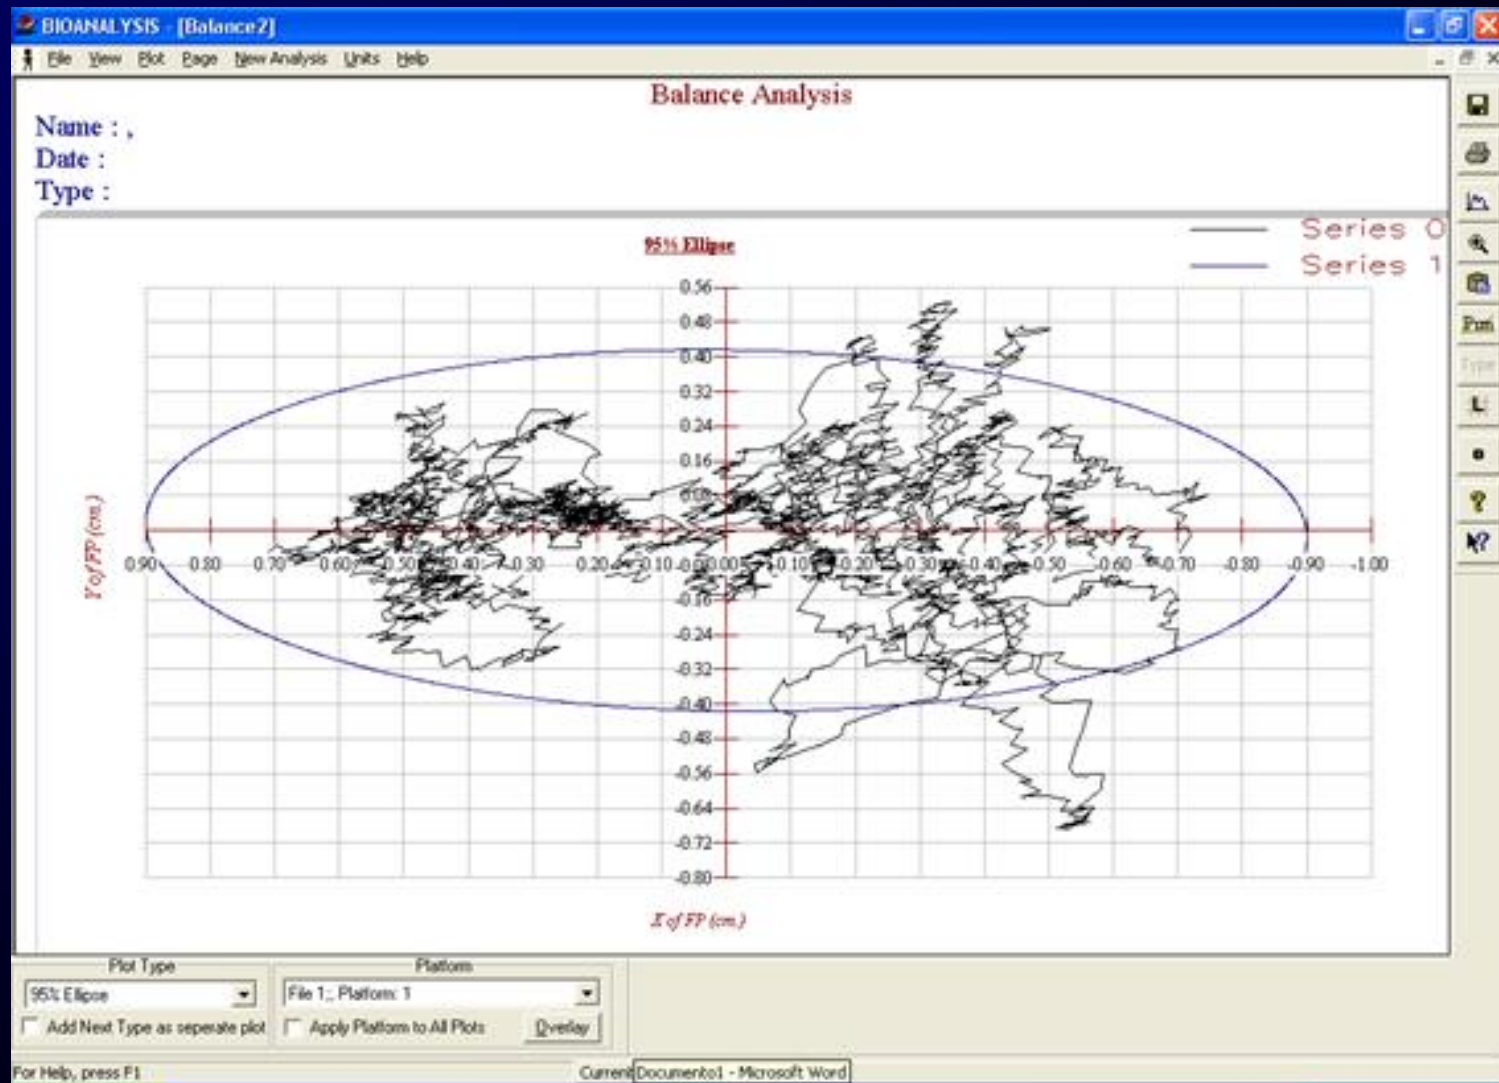 BIOANALYSIS - [Balance2]
File View Plot Page New Analysis Units Help
Balance Analysis
Name : ,
Date :
Type :
95% Ellipse
Series 0
Series 1
0.56
0.48
0.40
0.32
0.24
0.16
0.08
0.90 0.80 0.70 0.60 0.50 0.40 0.30 0.20 0.10 -0.00 0.00 -0.10 -0.20 -0.30 -0.40 -0.50 -0.60 -0.70 -0.80 -0.90 -1.00
-0.16
-0.24
-0.32
-0.40
-0.48
-0.56
-0.64
-0.72
-0.80
Y of FP (cm.)
X of FP (cm.)
Type
L
Plot Type
Platform
95% Ellipse
File 1;, Platform: 1
Add Next Type as seperate plot
Apply Platform to All Plots
Overlay
For Help, press F1
Current
Documento1 - Microsoft Word